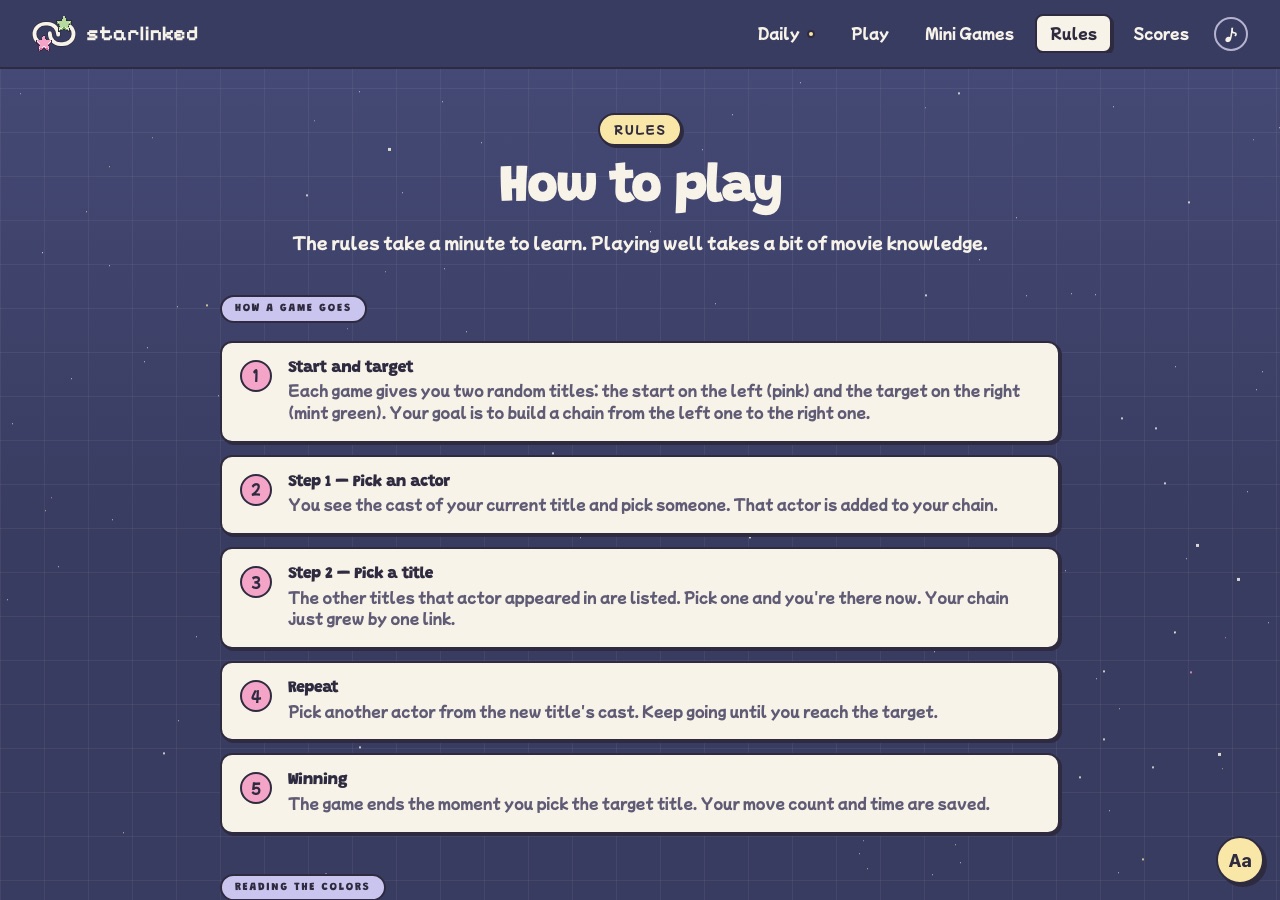 starlinked
Daily
Play
Mini Games
Rules
Scores
RULES
How to play
The rules take a minute to learn. Playing well takes a bit of movie knowledge.
HOW A GAME GOES
1
Start and target
Each game gives you two random titles: the start on the left (pink) and the target on the right
(mint green). Your goal is to build a chain from the left one to the right one.
2
Step 1 — Pick an actor
You see the cast of your current title and pick someone. That actor is added to your chain.
3
Step 2 — Pick a title
The other titles that actor appeared in are listed. Pick one and you're there now. Your chain
just grew by one link.
4
Repeat
Pick another actor from the new title's cast. Keep going until you reach the target.
5
Winning
The game ends the moment you pick the target title. Your move count and time are saved.
Aa
READING THE COLORS